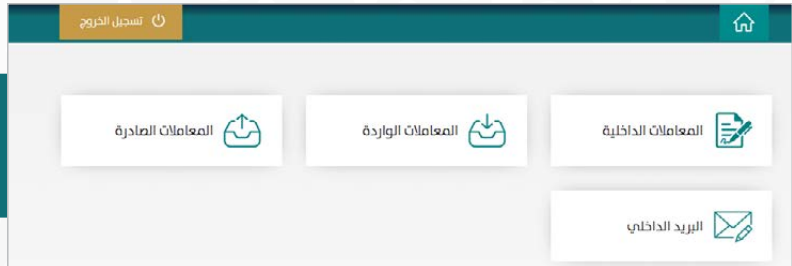 تسجيل الخروج
المعاملات الداخلية
المعاملات الواردة
المعاملات الصادرة
البريد الداخلي